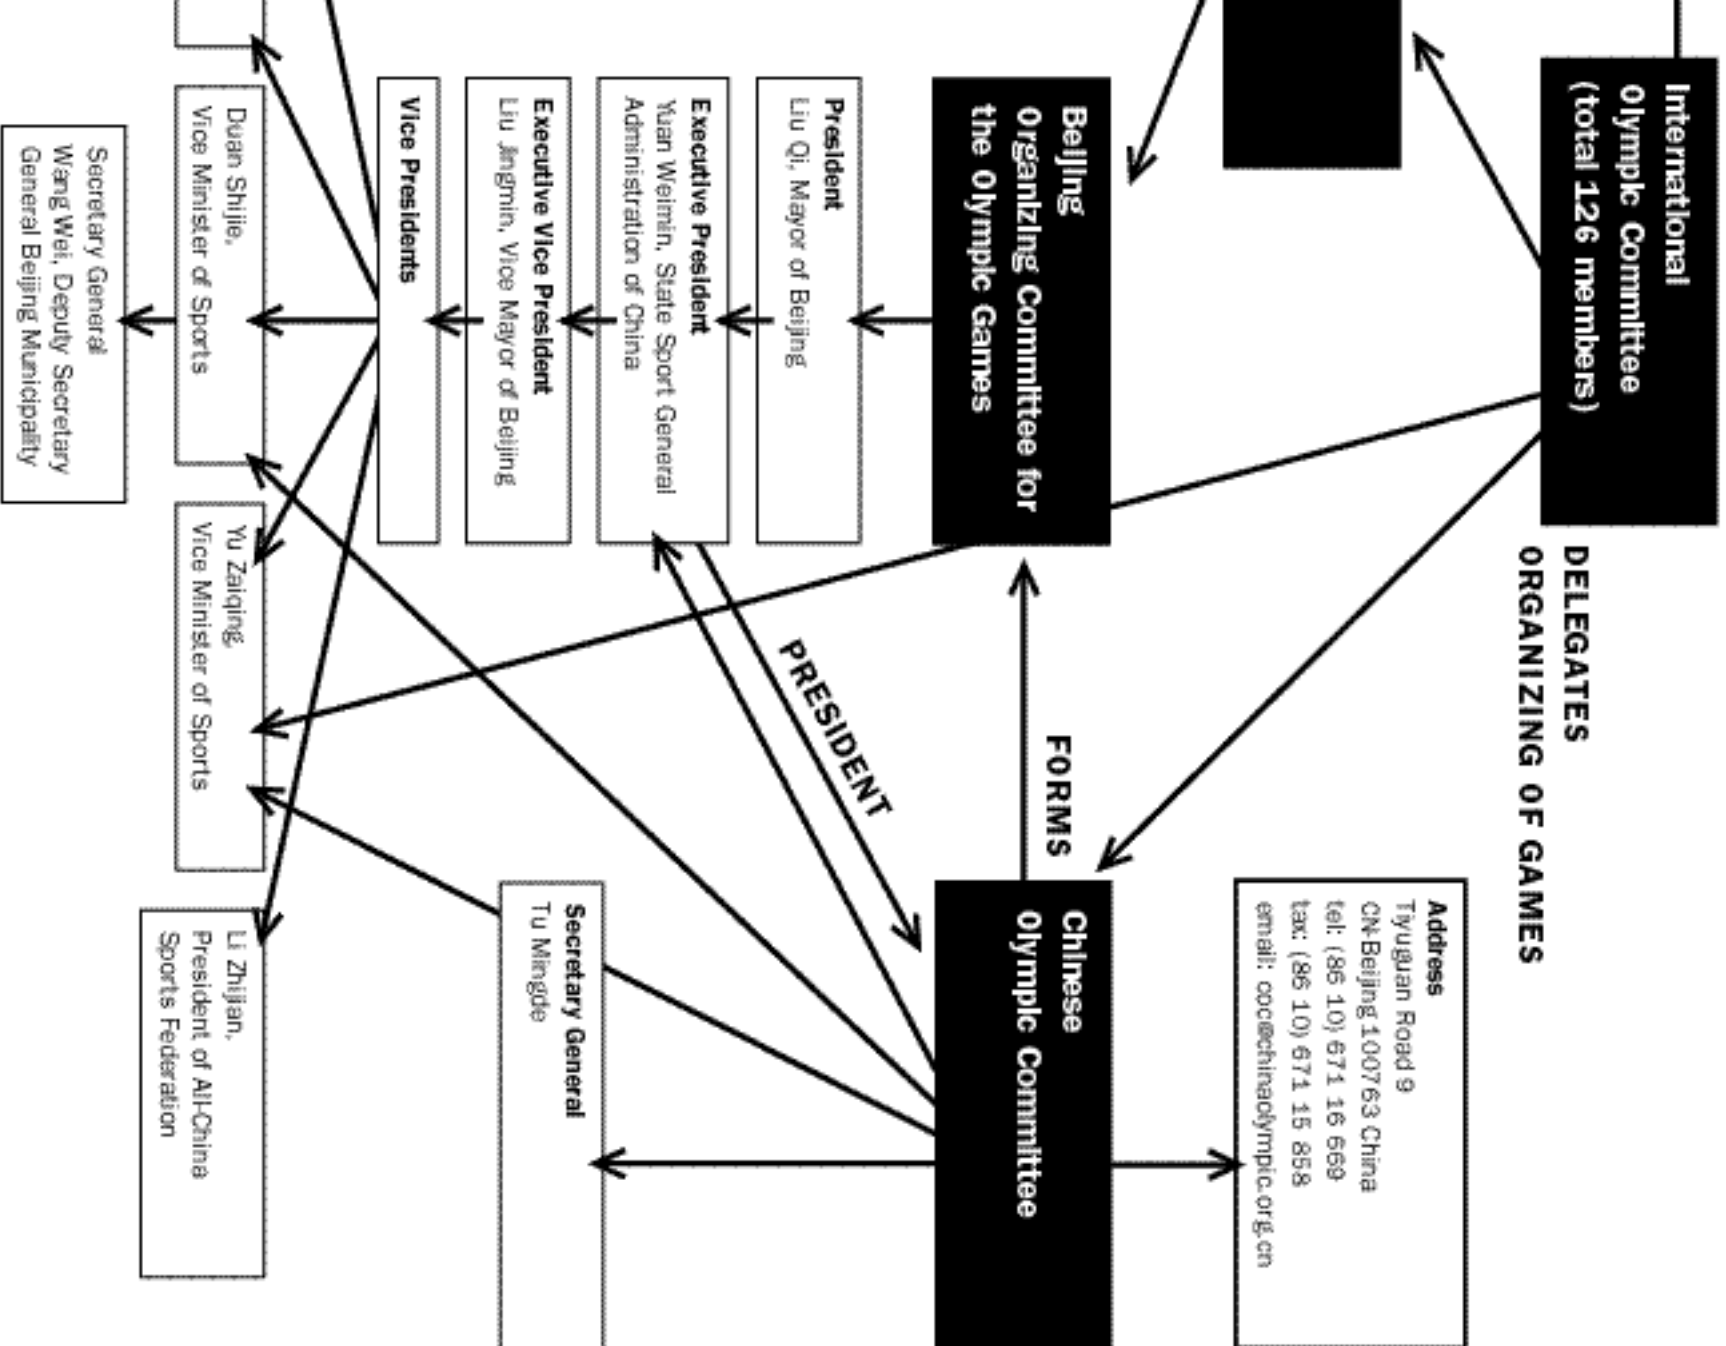 International
Olympic Committee
(total 126 members)
DELEGATES
ORGANIZING OF GAMES
Address
Tiyuguan Road 9
CN-Beijing 100763 China
tel: (86 10) 671 16 669
fax: (86 10) 671 15 858
email: coc@chinaolympic.org.cn
Beijing
Organizing Committee for
the Olympic Games
FORMS
Chinese
Olympic Committee
President
Liu Qi, Mayor of Beijing
PRESIDENT
Executive President
Yuan Weimin, State Sport General
Administration of China
Executive Vice President
Liu Jingmin, Vice Mayor of Beijing
Secretary General
Tu Mingde
Vice Presidents
Duan Shijie,
Vice Minister of Sports
Yu Zaiqing,
Vice Minister of Sports
Li Zhijian,
President of All-China
Sports Federation
Secretary General
Wang Wei, Deputy Secretary
General Beijing Municipality